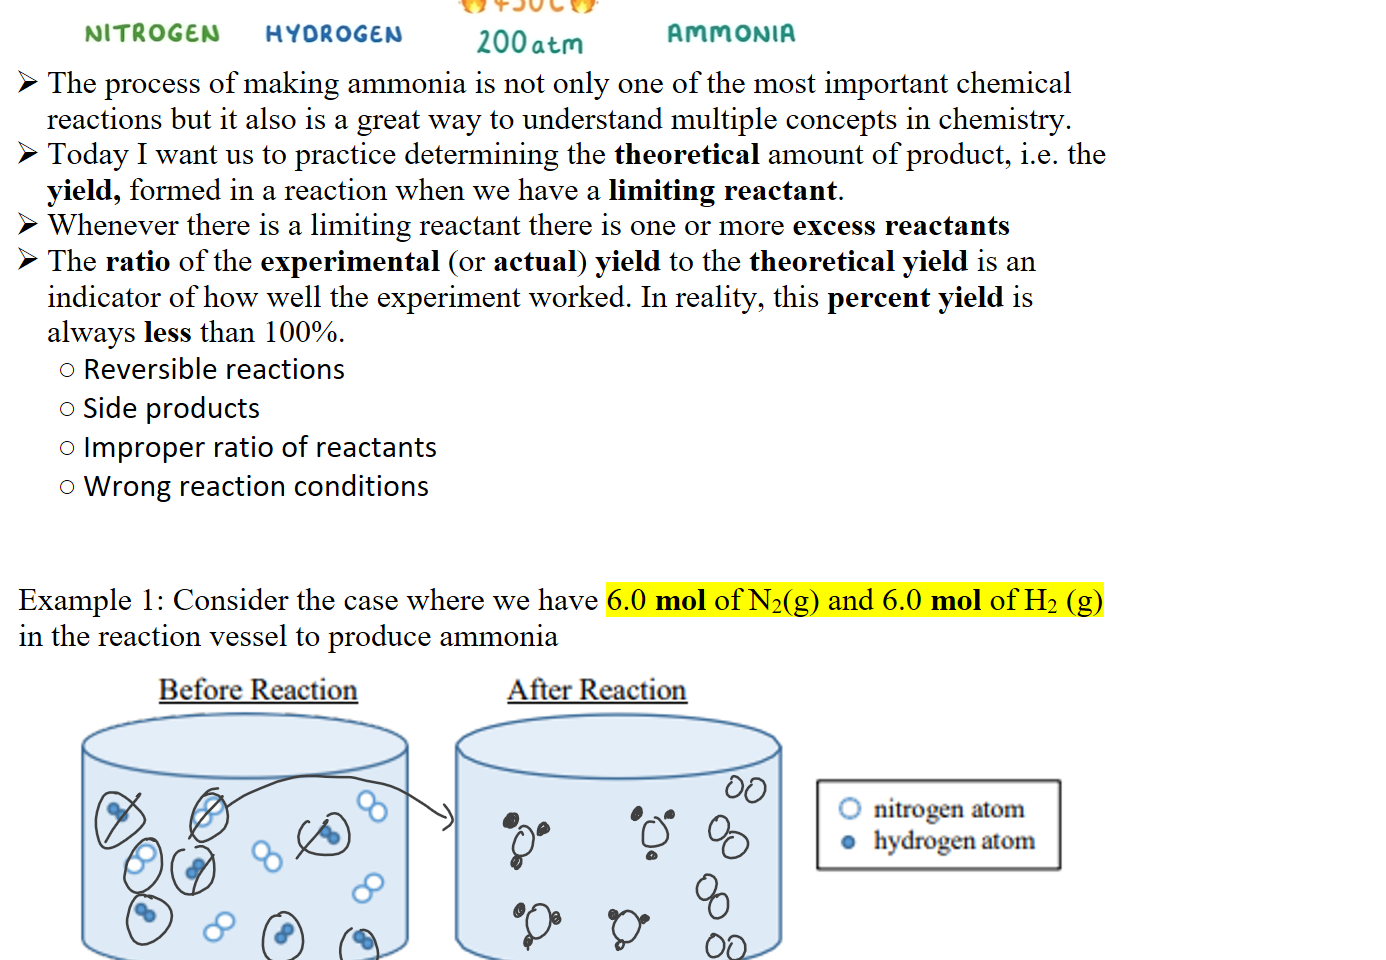 NITROGEN HYDROGEN 200 atm AMMONIA
➤ The process of making ammonia is not only one of the most important chemical
reactions but it also is a great way to understand multiple concepts in chemistry.
➤ Today I want us to practice determining the theoretical amount of product, i.e. the
yield, formed in a reaction when we have a limiting reactant.
➤ Whenever there is a limiting reactant there is one or more excess reactants
➤ The ratio of the experimental (or actual) yield to the theoretical yield is an
indicator of how well the experiment worked. In reality, this percent yield is
always less than 100%.
○ Reversible reactions
○ Side products
○ Improper ratio of reactants
○ Wrong reaction conditions
Example 1: Consider the case where we have 6.0 mol of N₂(g) and 6.0 mol of H₂ (g)
in the reaction vessel to produce ammonia
Before Reaction After Reaction
nitrogen atom
hydrogen atom